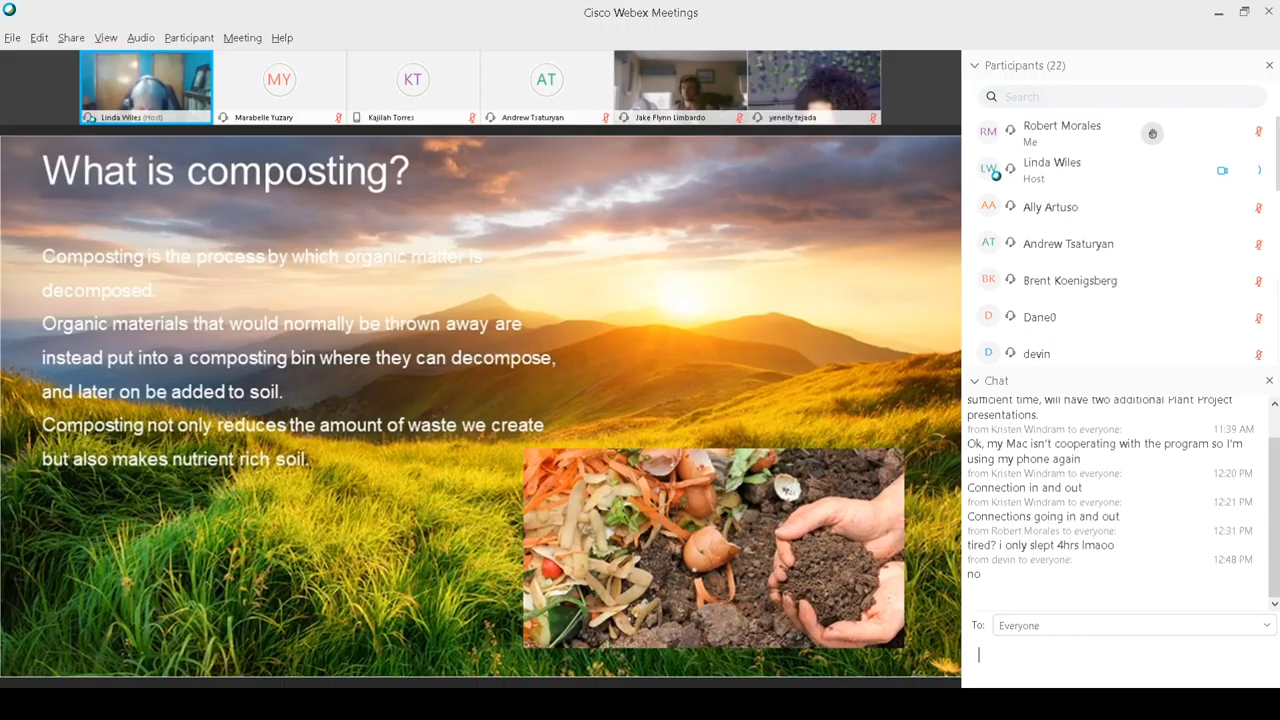 Cisco Webex Meetings
File Edit Share View Audio Participant Meeting Help
MY
KT
AT
Linda Wiles (Host)
Marabelle Yuzary
Kajilah Torres
Andrew Tsaturyan
Jake Flynn Limbardo
yenelly tejada
What is composting?
Composting is the process by which organic matter is
decomposed.
Organic materials that would normally be thrown away are
instead put into a composting bin where they can decompose,
and later on be added to soil.
Composting not only reduces the amount of waste we create
but also makes nutrient rich soil.
Participants (22)
Search
RM Robert Morales
Me
LW Linda Wiles
Host
AA Ally Artuso
AT Andrew Tsaturyan
BK Brent Koenigsberg
D Dane0
D devin
Chat
sufficient time, will have two additional Plant Project
presentations.
from Kristen Windram to everyone: 11:39 AM
Ok, my Mac isn't cooperating with the program so I'm
using my phone again
from Kristen Windram to everyone: 12:20 PM
Connection in and out
from Kristen Windram to everyone: 12:21 PM
Connections going in and out
from Robert Morales to everyone: 12:31 PM
tired? i only slept 4hrs lmaoo
from devin to everyone: 12:48 PM
no
To: Everyone